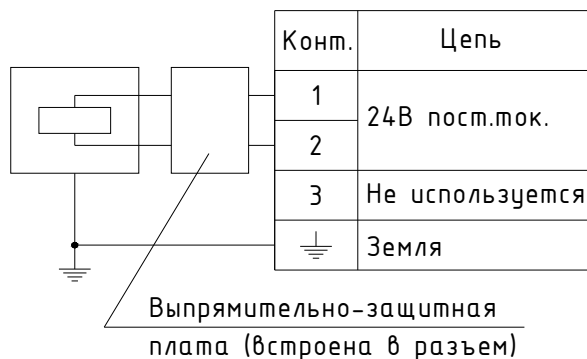 Конт. Цепь
1
24В пост.ток.
2
3 Не используется
Земля
Выпрямительно-защитная
плата (встроена в разъем)